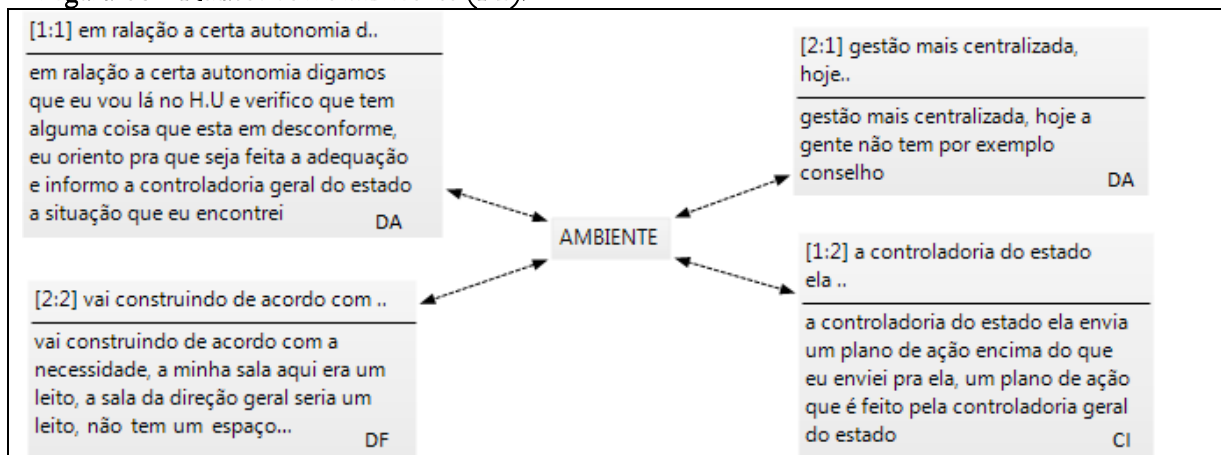 [1:1] em ralação a certa autonomia d..
em ralação a certa autonomia digamos
que eu vou lá no H.U e verifico que tem
alguma coisa que esta em desconforme,
eu oriento pra que seja feita a adequação
e informo a controladoria geral do estado
a situação que eu encontrei
DA
[2:1] gestão mais centralizada,
hoje..
gestão mais centralizada, hoje a
gente não tem por exemplo
conselho
DA
AMBIENTE
[2:2] vai construindo de acordo com ..
vai construindo de acordo com a
necessidade, a minha sala aqui era um
leito, a sala da direção geral seria um
leito, não tem um espaço...
DF
[1:2] a controladoria do estado
ela ..
a controladoria do estado ela envia
um plano de ação encima do que
eu enviei pra ela, um plano de ação
que é feito pela controladoria geral
do estado
CI